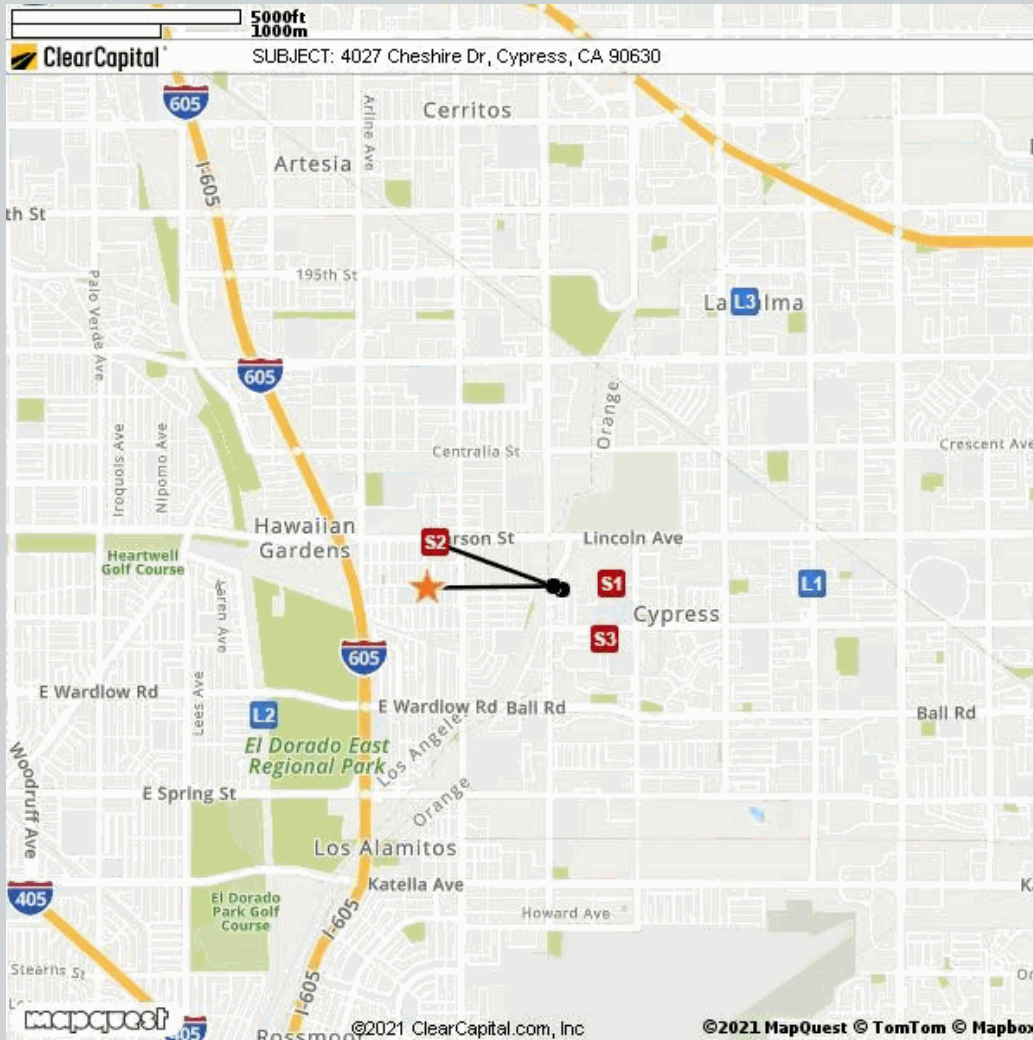 5000ft
1000m
ClearCapital
SUBJECT: 4027 Cheshire Dr, Cypress, CA 90630
605
Cerritos
Arline Ave
Artesia
I-605
th St
195th St
Palo Verde Ave
La
L3
lma
605
Orange
Centralia St
Crescent Ave
Iroquois Ave
Nipomo Ave
Hawaiian
Gardens
S2
rson St
Lincoln Ave
Heartwell
Golf Course
S1
L1
Cypress
S3
605
E Wardlow Rd
Lees Ave
L2
E Wardlow Rd
Ball Rd
Ball Rd
El Dorado East
Regional Park
Los Angeles
Orange
Woodruff Ave
E Spring St
Los Alamitos
Katella Ave
405
El Dorado
Park Golf
Course
Howard Ave
I-605
Stearns St
I-605
mapquest
405
Rossmoor
©2021 ClearCapital.com, Inc
©2021 MapQuest © TomTom © Mapbox